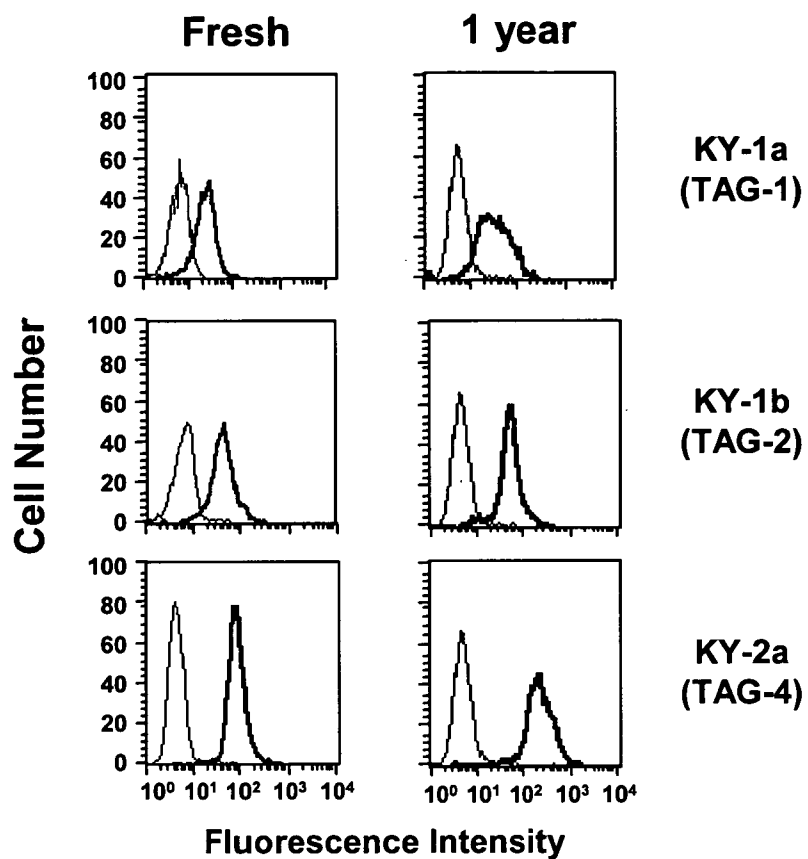 Fresh 1 year
100
80
60
40
20
0
KY-1a
(TAG-1)
100
80
60
40
20
0
KY-1b
(TAG-2)
100
80
60
40
20
0
KY-2a
(TAG-4)
Cell Number
10⁰ 10¹ 10² 10³ 10⁴ 10⁰ 10¹ 10² 10³ 10⁴
Fluorescence Intensity